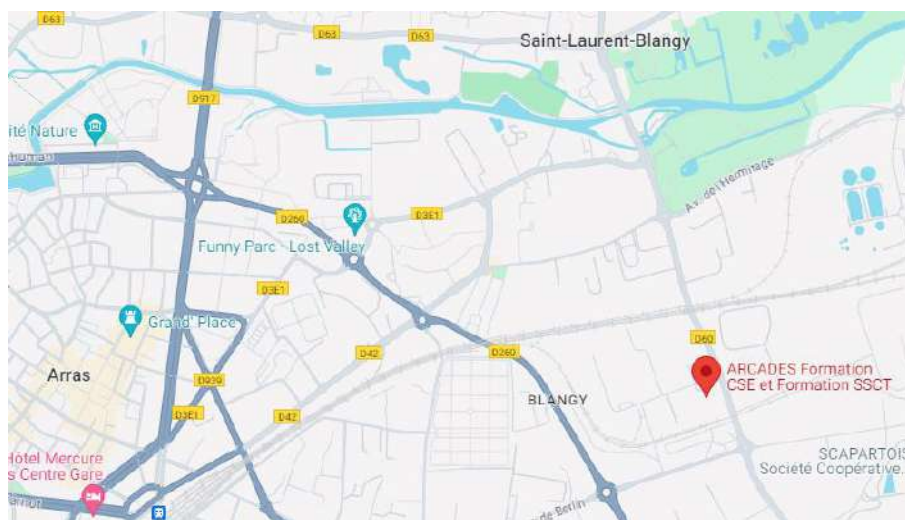 D63
D63
D63
Saint-Laurent-Blangy
D917
ité Nature
Av. de l'Hermitage
D260
D3E1
Funny Parc - Lost Valley
D3E1
Grand' Place
D60
D42
D260
ARCADES Formation
CSE et Formation SSCT
Arras
D939
BLANGY
D3E1
D42
Hôtel Mercure
s Centre Gare
SCAPARTOIS
Société Coopérative...
de Berlin